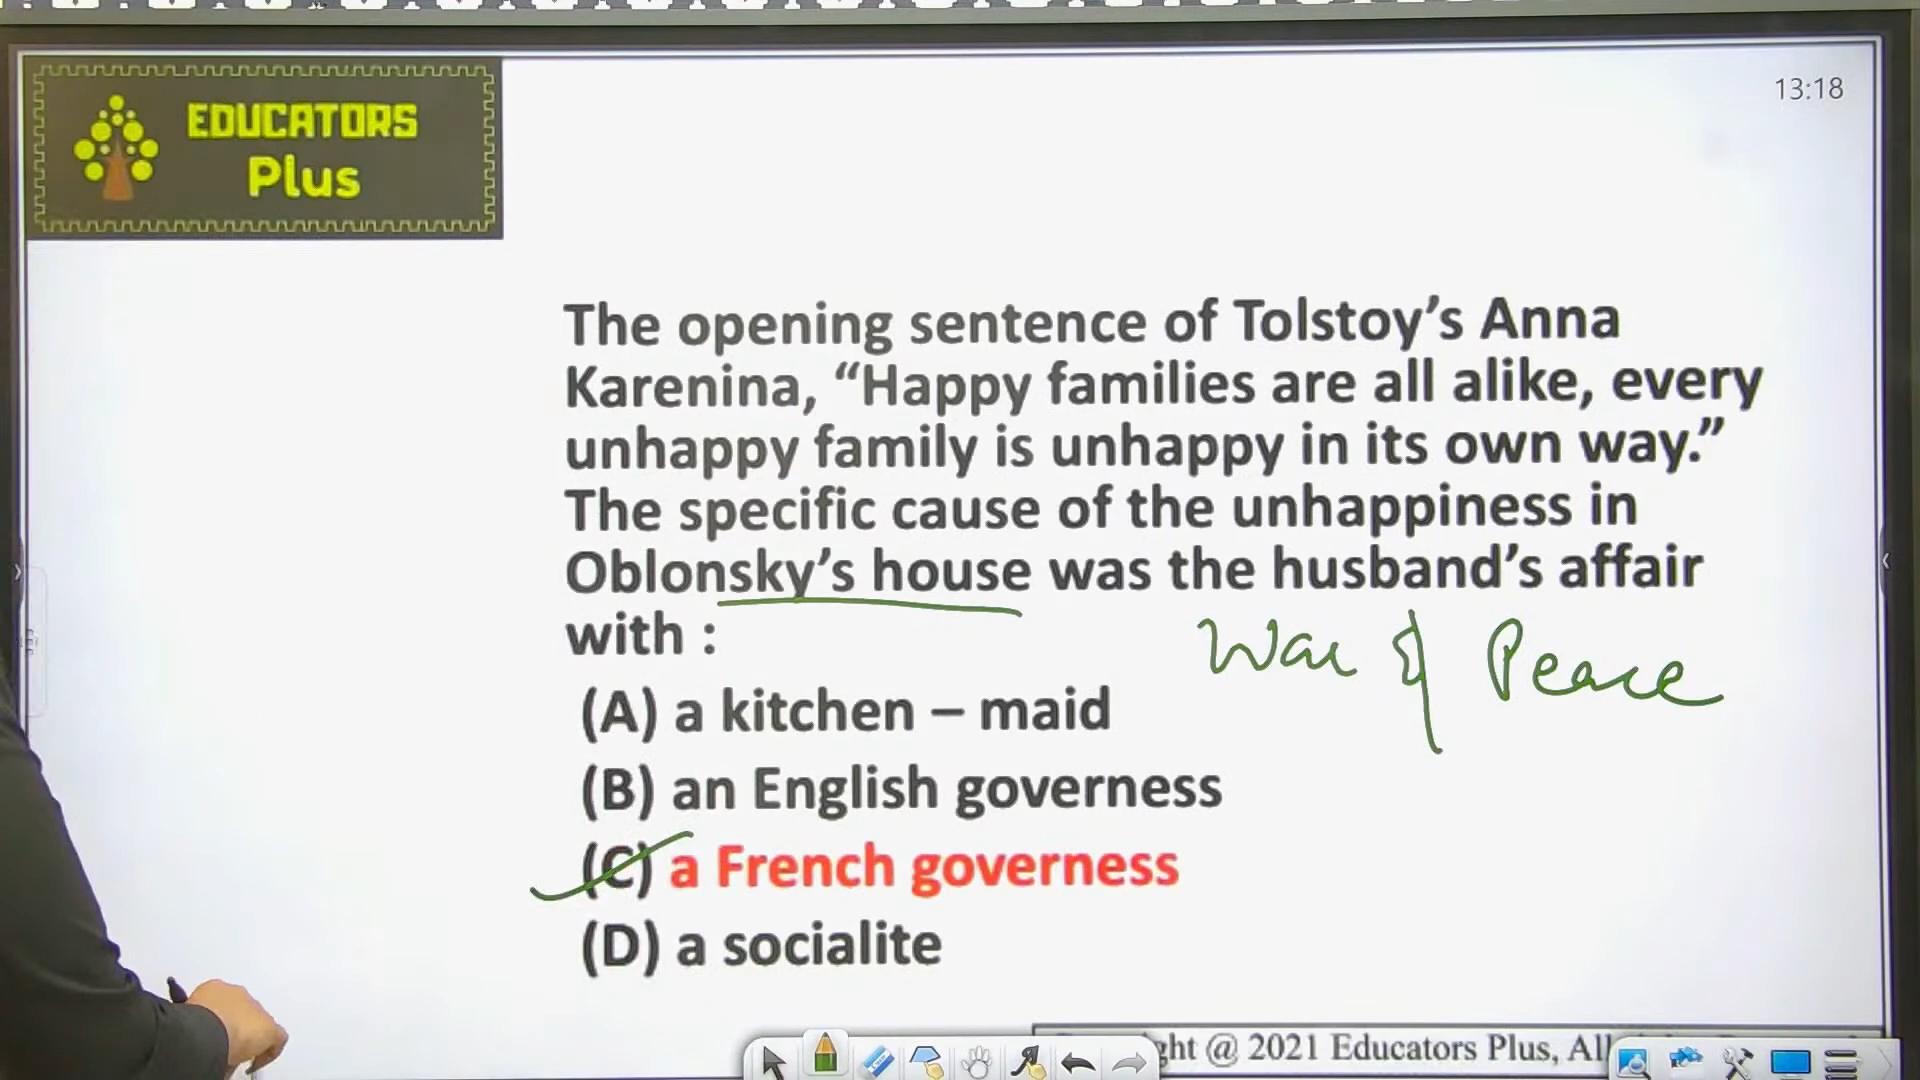 EDUCATORS
Plus
13:18
The opening sentence of Tolstoy’s Anna
Karenina, “Happy families are all alike, every
unhappy family is unhappy in its own way.”
The specific cause of the unhappiness in
Oblonsky’s house was the husband’s affair
with :
War & Peace
(A) a kitchen – maid
(B) an English governess
(C) a French governess
(D) a socialite
@ 2021 Educators Plus,